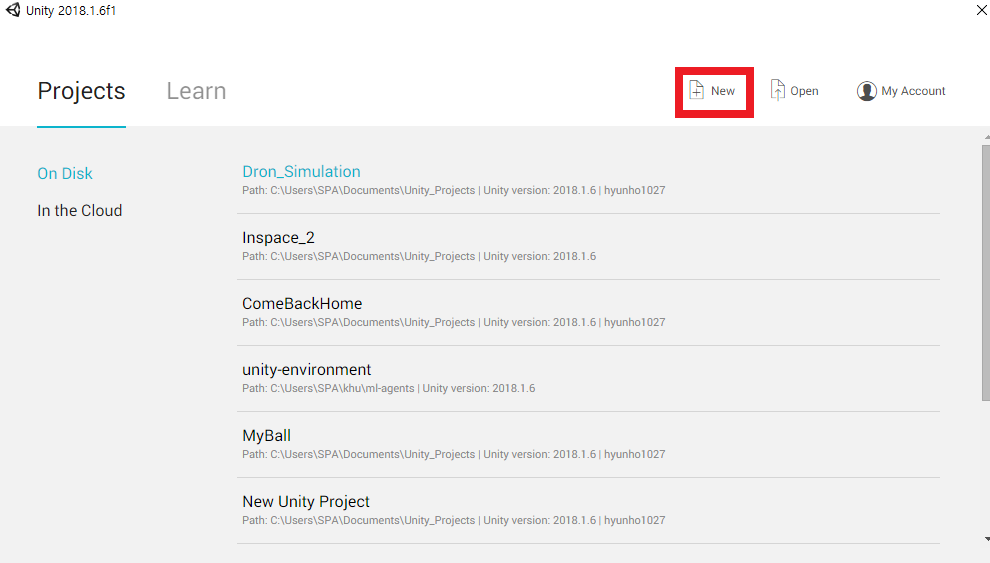 Unity 2018.1.6f1
Projects Learn New Open My Account
On Disk
In the Cloud
Dron_Simulation
Path: C:\Users\SPA\Documents\Unity_Projects | Unity version: 2018.1.6 | hyunho1027
Inspace_2
Path: C:\Users\SPA\Documents\Unity_Projects | Unity version: 2018.1.6
ComeBackHome
Path: C:\Users\SPA\Documents\Unity_Projects | Unity version: 2018.1.6 | hyunho1027
unity-environment
Path: C:\Users\SPA\khu\ml-agents | Unity version: 2018.1.6
MyBall
Path: C:\Users\SPA\Documents\Unity_Projects | Unity version: 2018.1.6 | hyunho1027
New Unity Project
Path: C:\Users\SPA\Documents\Unity_Projects | Unity version: 2018.1.6 | hyunho1027